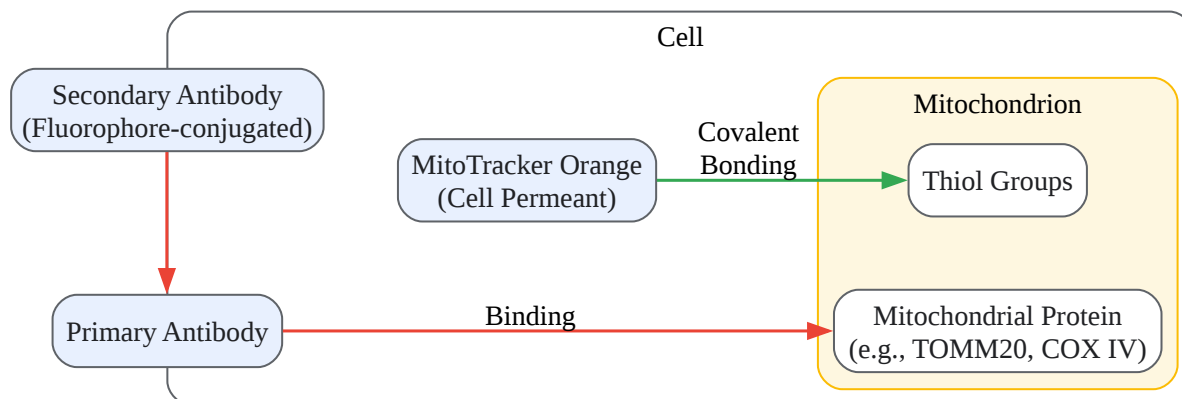 Cell
Secondary Antibody
(Fluorophore-conjugated)
Mitochondrion
MitoTracker Orange
(Cell Permeant)
Covalent
Bonding
Thiol Groups
Primary Antibody
Binding
Mitochondrial Protein
(e.g., TOMM20, COX IV)